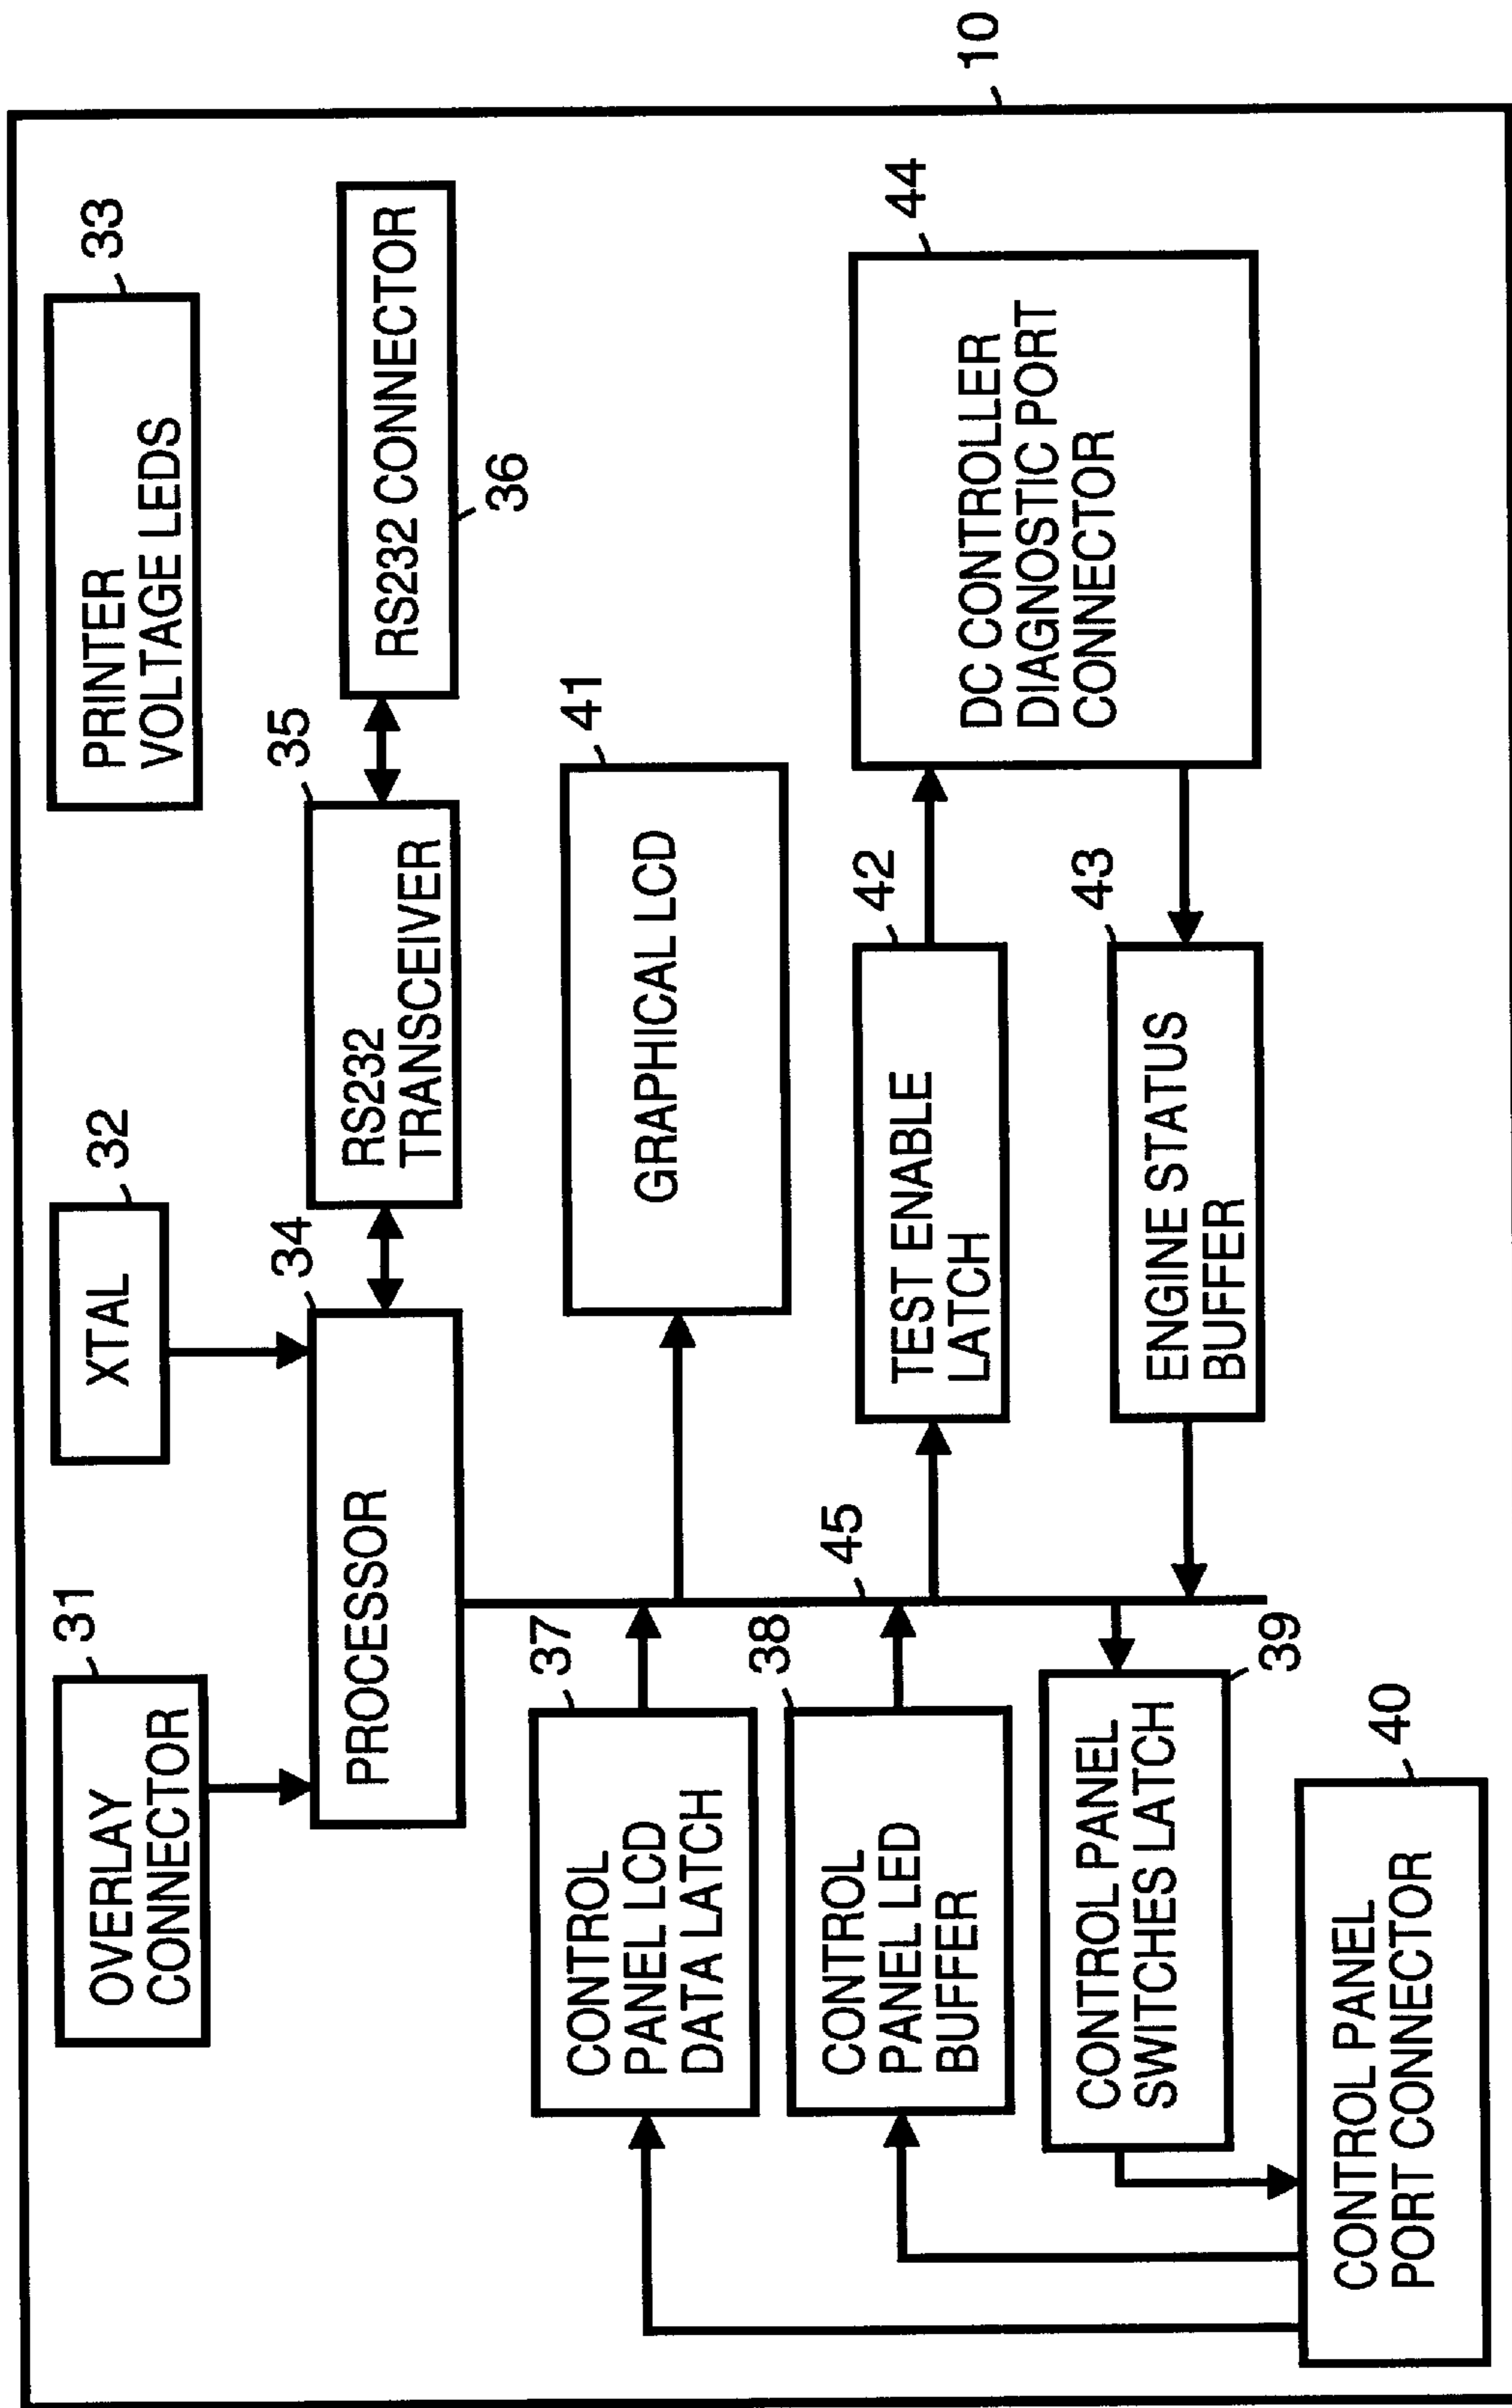 10
31
OVERLAY
CONNECTOR
32
XTAL
33
PRINTER
VOLTAGE LEDS
34
PROCESSOR
35
RS232
TRANSCEIVER
RS232 CONNECTOR
36
37
CONTROL
PANEL LCD
DATA LATCH
41
GRAPHICAL LCD
38
CONTROL
PANEL LED
BUFFER
45
42
TEST ENABLE
LATCH
44
DC CONTROLLER
DIAGNOSTIC PORT
CONNECTOR
CONTROL PANEL
SWITCHES LATCH
39
43
ENGINE STATUS
BUFFER
40
CONTROL PANEL
PORT CONNECTOR